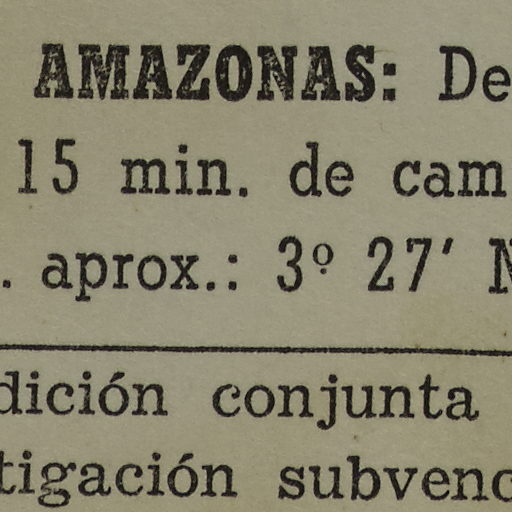 AMAZONAS: De
15 min. de cam
. aprox.: 3º 27′ N
dición conjunta
tigación subvenc